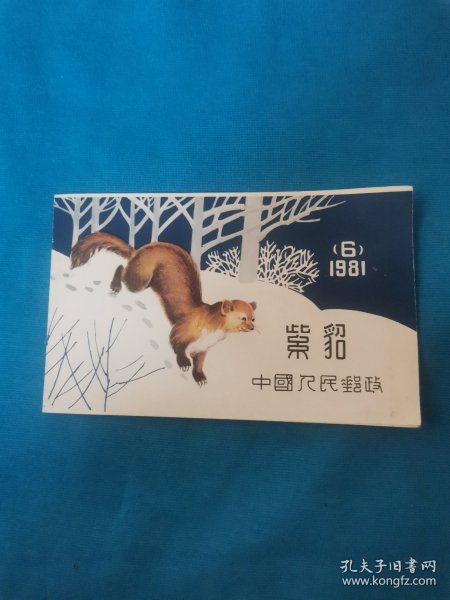 (6)
1981
紫貂
中國人民郵政
孔夫子旧书网
www.kongfz.com